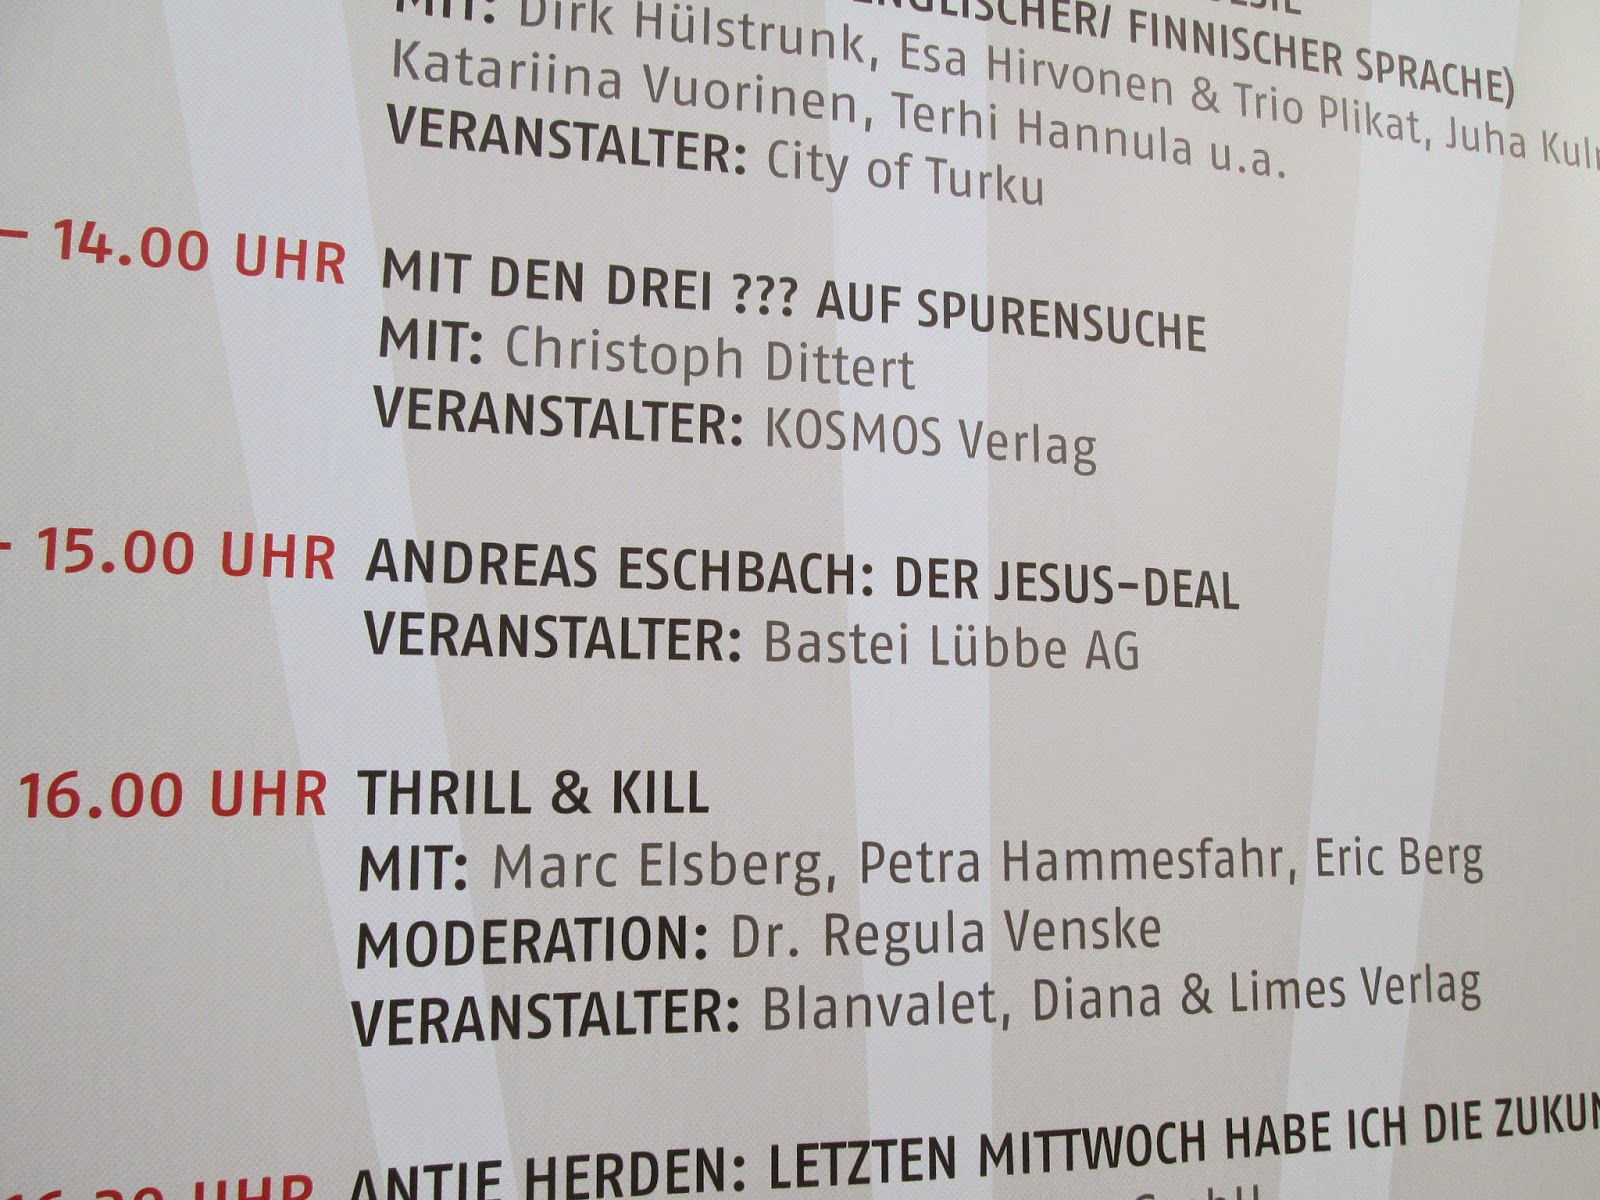 FINNISCHER SPRACHE)
MIT: Dirk Hülstrunk, Esa Hirvonen & Trio Plikat, Juha
Katariina Vuorinen, Terhi Hannula u.a.
VERANSTALTER: City of Turku
– 14.00 UHR MIT DEN DREI ??? AUF SPURENSUCHE
MIT: Christoph Dittert
VERANSTALTER: KOSMOS Verlag
– 15.00 UHR ANDREAS ESCHBACH: DER JESUS-DEAL
VERANSTALTER: Bastei Lübbe AG
16.00 UHR THRILL & KILL
MIT: Marc Elsberg, Petra Hammesfahr, Eric Berg
MODERATION: Dr. Regula Venske
VERANSTALTER: Blanvalet, Diana & Limes Verlag
UHR ANTJE HERDEN: LETZTEN MITTWOCH HABE ICH DIE